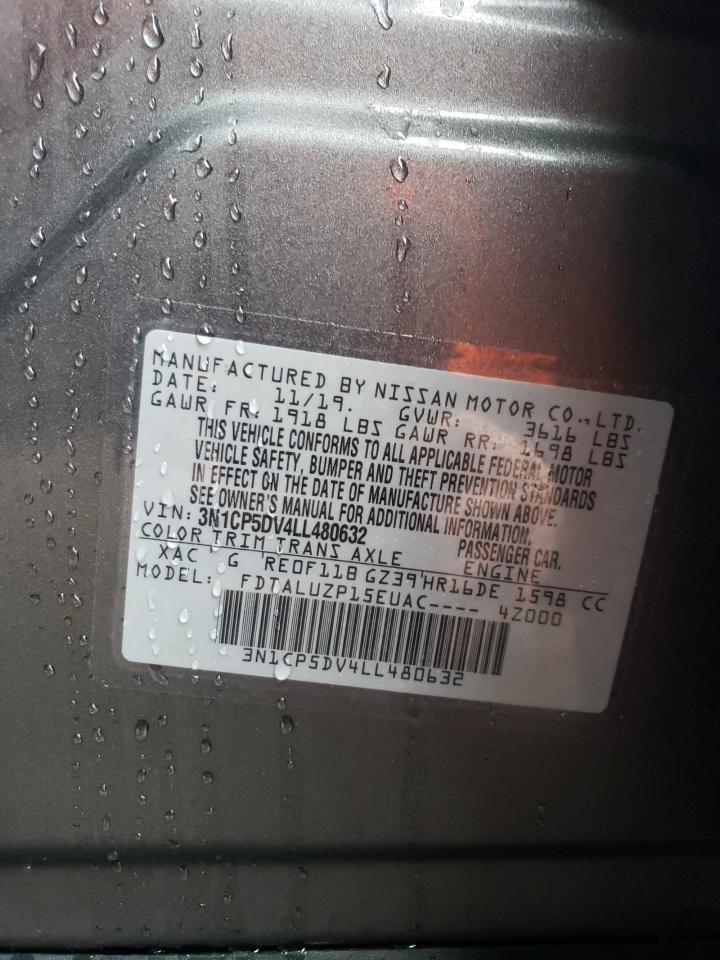 MANUFACTURED BY NISSAN MOTOR CO., LTD.
DATE: 11/19. GVWR: 3616 LBS
GAWR FR: 1918 LBS GAWR RR: 1698 LBS
THIS VEHICLE CONFORMS TO ALL APPLICABLE FEDERAL MOTOR
VEHICLE SAFETY, BUMPER AND THEFT PREVENTION STANDARDS
IN EFFECT ON THE DATE OF MANUFACTURE SHOWN ABOVE.
SEE OWNER'S MANUAL FOR ADDITIONAL INFORMATION.
VIN: 3N1CP5DV4LL480632 PASSENGER CAR.
COLOR TRIM TRANS AXLE ENGINE
XAC G RE0F11B GZ39 HR16DE 1598 CC
MODEL: FDTALUZP15EUAC---- 4Z000
3N1CP5DV4LL480632